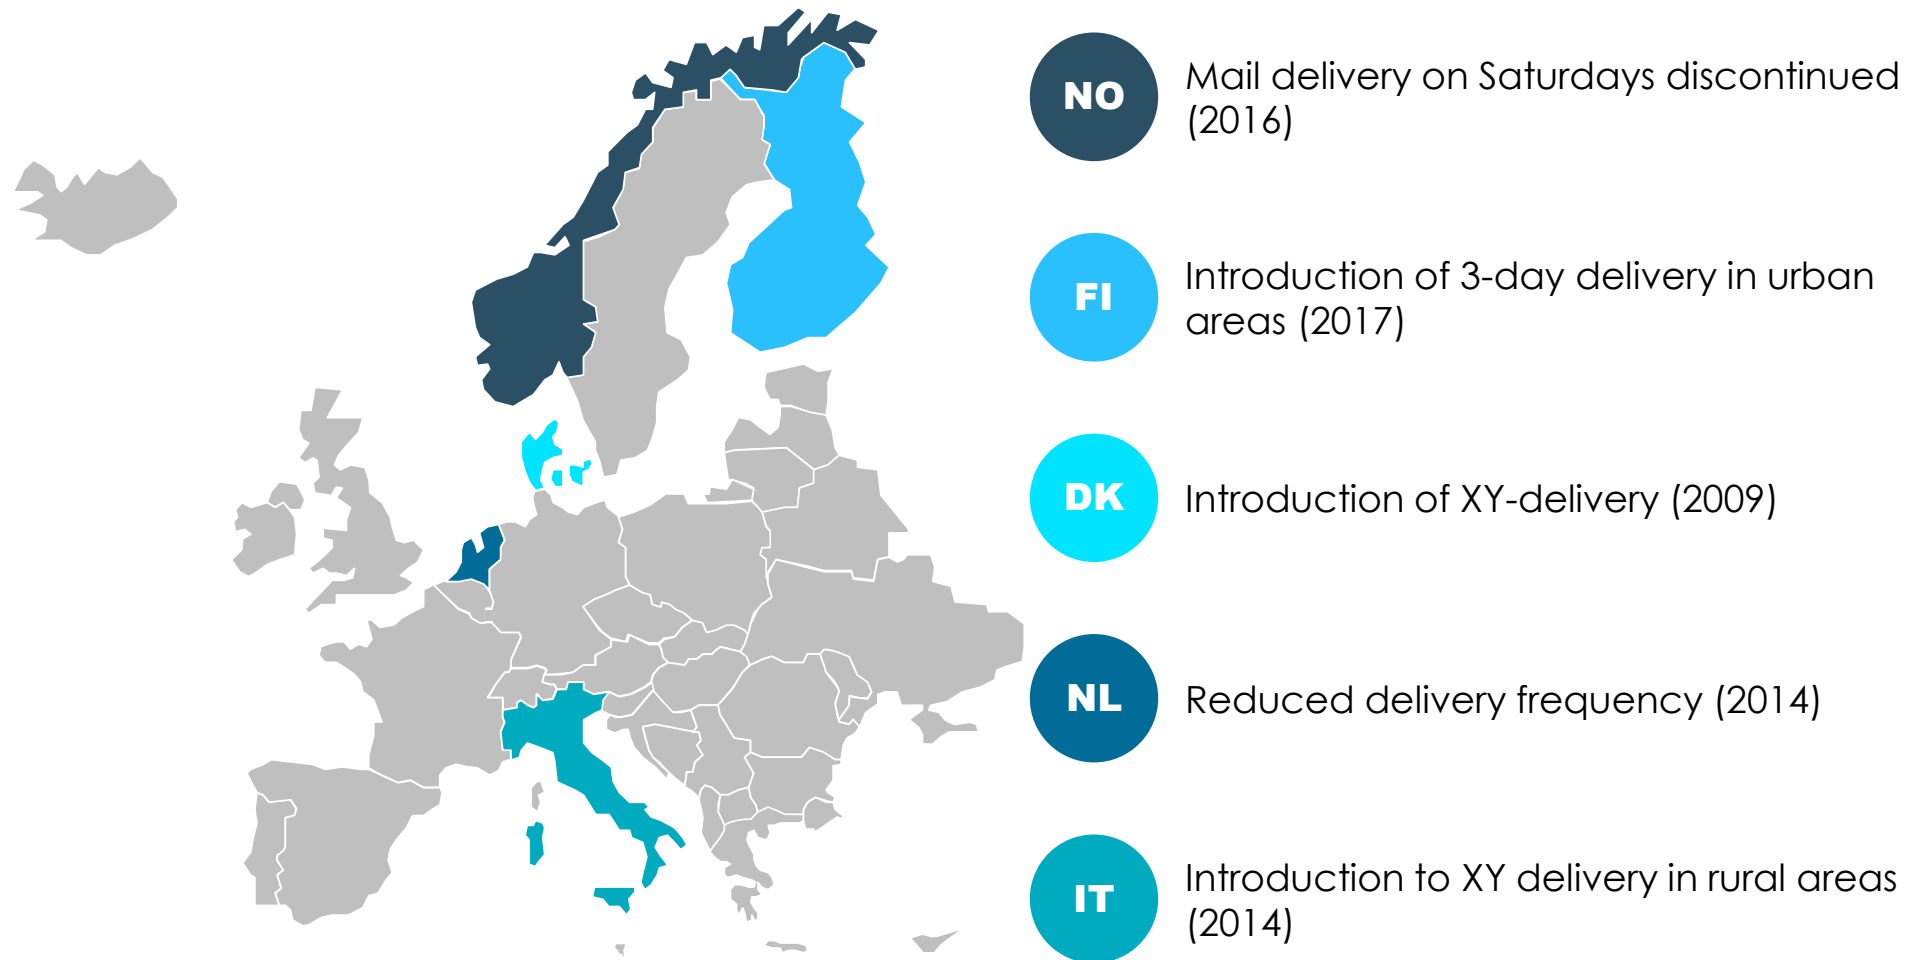 NO
Mail delivery on Saturdays discontinued
(2016)
FI
Introduction of 3-day delivery in urban
areas (2017)
DK
Introduction of XY-delivery (2009)
NL
Reduced delivery frequency (2014)
IT
Introduction to XY delivery in rural areas
(2014)